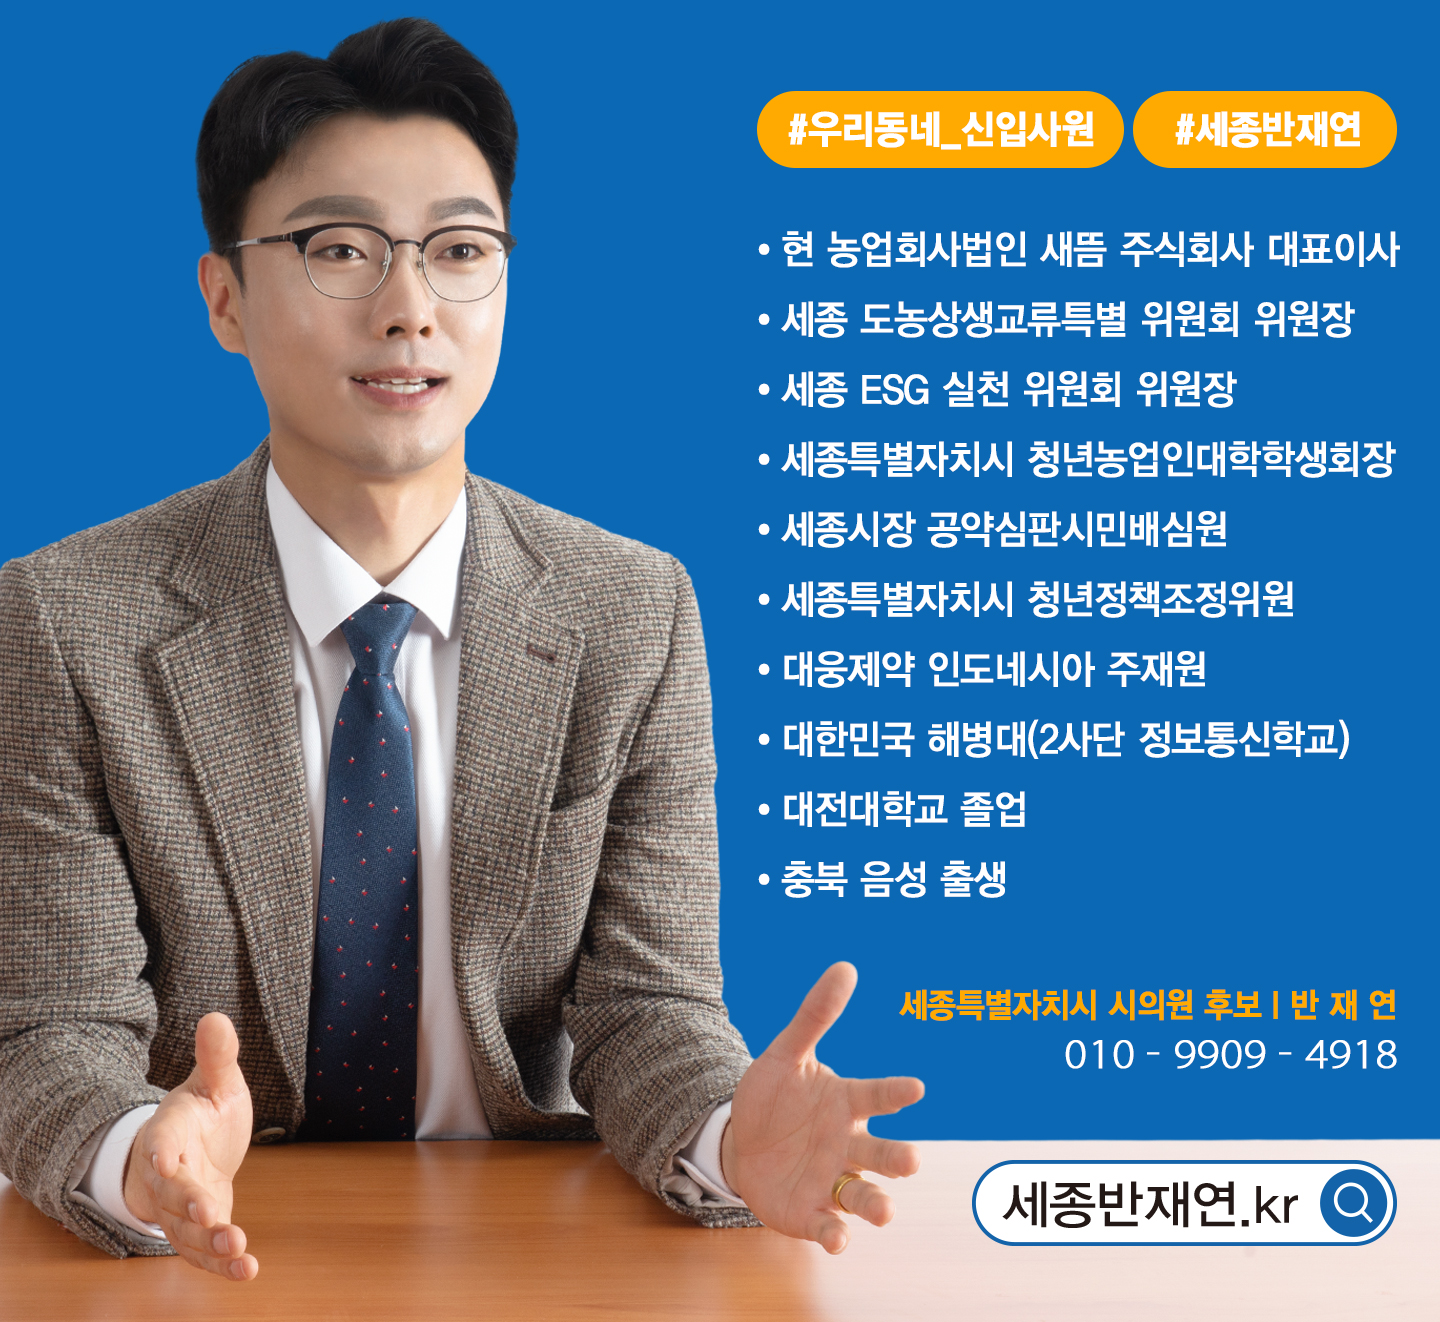 #우리동네_신입사원 #세종반재연
• 현 농업회사법인 새뜸 주식회사 대표이사
• 세종 도농상생교류특별 위원회 위원장
• 세종 ESG 실천 위원회 위원장
• 세종특별자치시 청년농업인대학학생회장
• 세종시장 공약심판시민배심원
• 세종특별자치시 청년정책조정위원
• 대웅제약 인도네시아 주재원
• 대한민국 해병대(2사단 정보통신학교)
• 대전대학교 졸업
• 충북 음성 출생
세종특별자치시 시의원 후보 | 반 재 연
010 - 9909 - 4918
세종반재연.kr